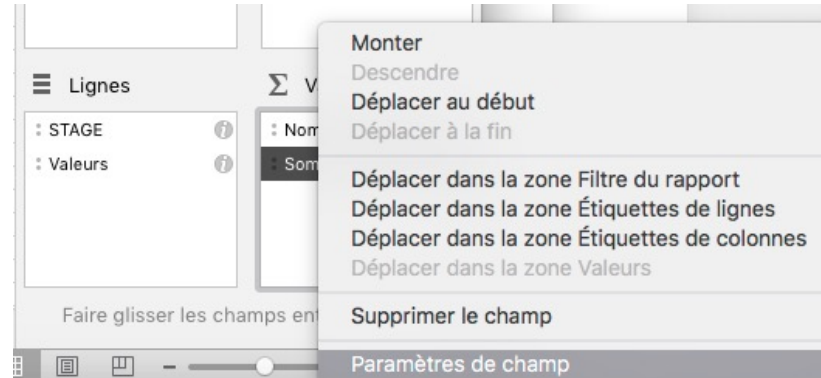 Lignes
STAGE
Valeurs
Σ V
Nom
Som
Faire glisser les champs ent
Monter
Descendre
Déplacer au début
Déplacer à la fin
Déplacer dans la zone Filtre du rapport
Déplacer dans la zone Étiquettes de lignes
Déplacer dans la zone Étiquettes de colonnes
Déplacer dans la zone Valeurs
Supprimer le champ
Paramètres de champ